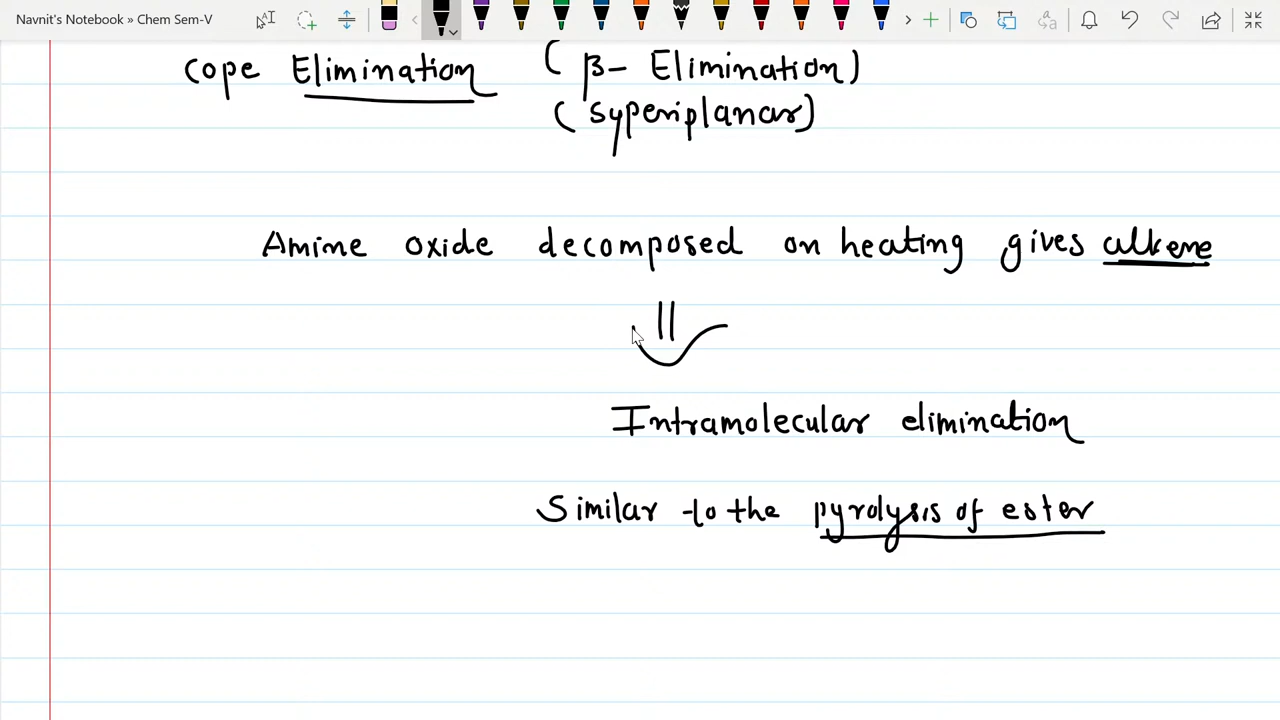 Navnit's Notebook » Chem Sem-V
Cope Elimination (β- Elimination)
(Syperiplanar)
Amine oxide decomposed on heating gives alkene
Intramolecular elimination
Similar to the pyrolysis of ester